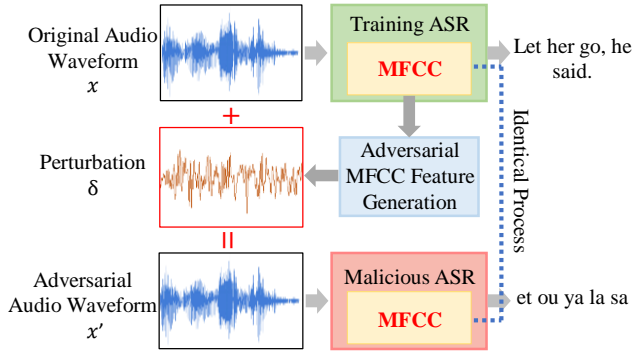 Original Audio
Waveform
x
Training ASR
MFCC
Let her go, he
said.
+
Perturbation
δ
Adversarial
MFCC Feature
Generation
Identical Process
=
Adversarial
Audio Waveform
x'
Malicious ASR
MFCC
et ou ya la sa